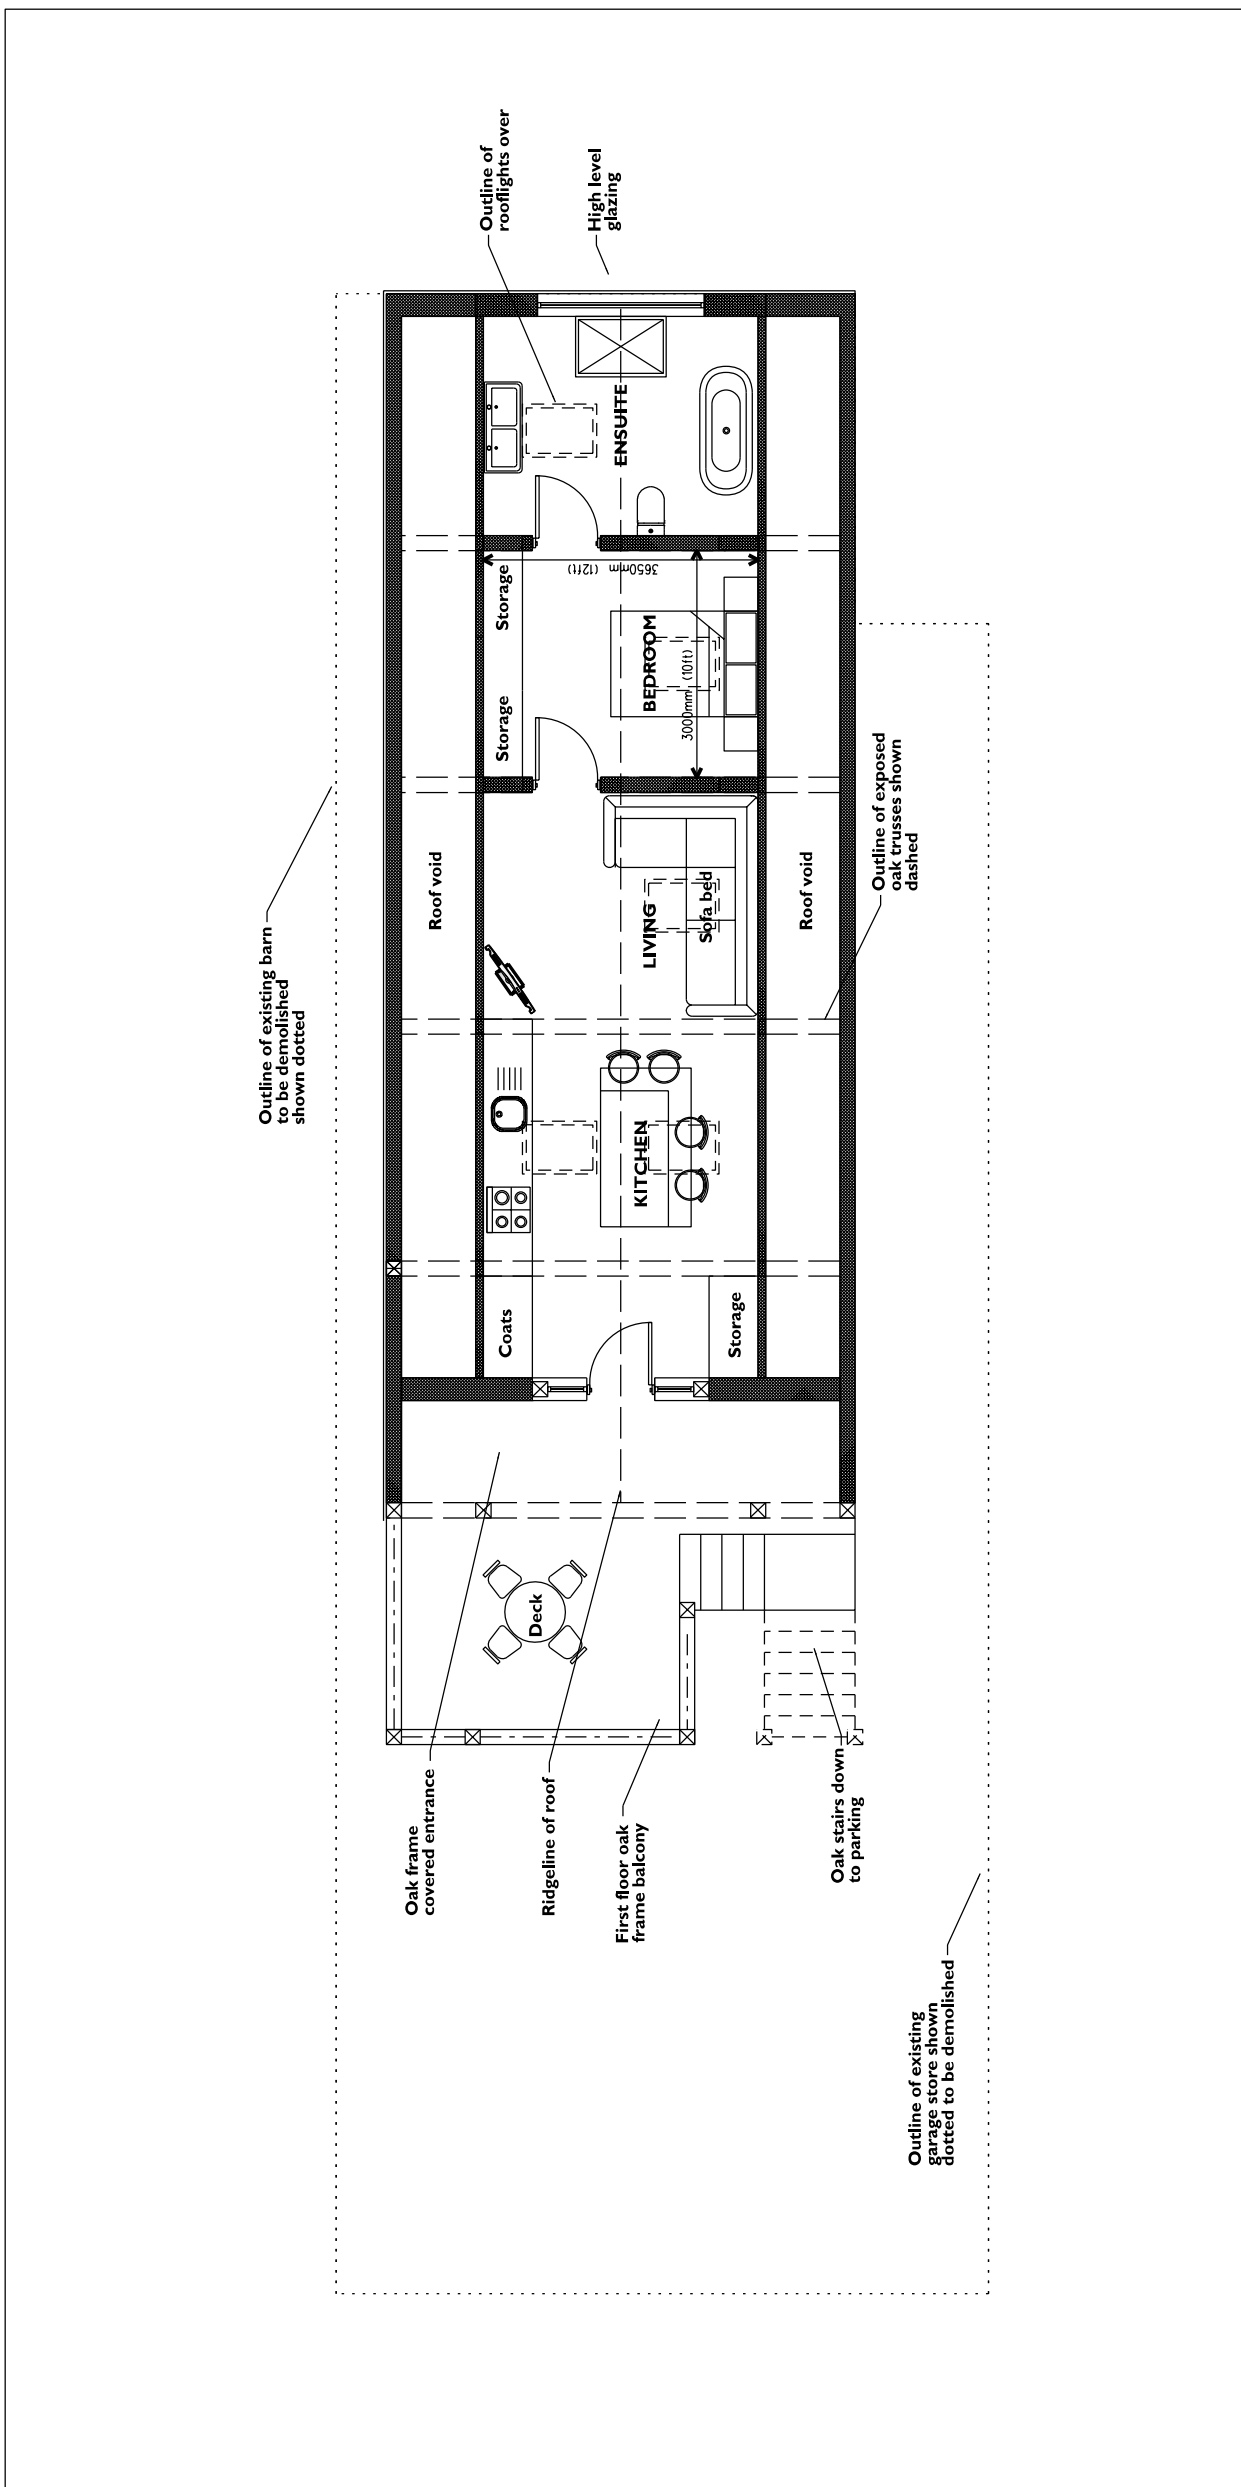 Outline of
rooflights over
High level
glazing
ENSUITE
Storage
Storage
3650mm (12ft)
BEDROOM
3000mm (10ft)
Outline of existing barn
to be demolished
shown dotted
Roof void
LIVING
Sofa bed
Roof void
Outline of exposed
oak trusses shown
dashed
KITCHEN
Coats
Storage
Deck
Oak frame
covered entrance
Ridgeline of roof
First floor oak
frame balcony
Oak stairs down
to parking
Outline of existing
garage store shown
dotted to be demolished